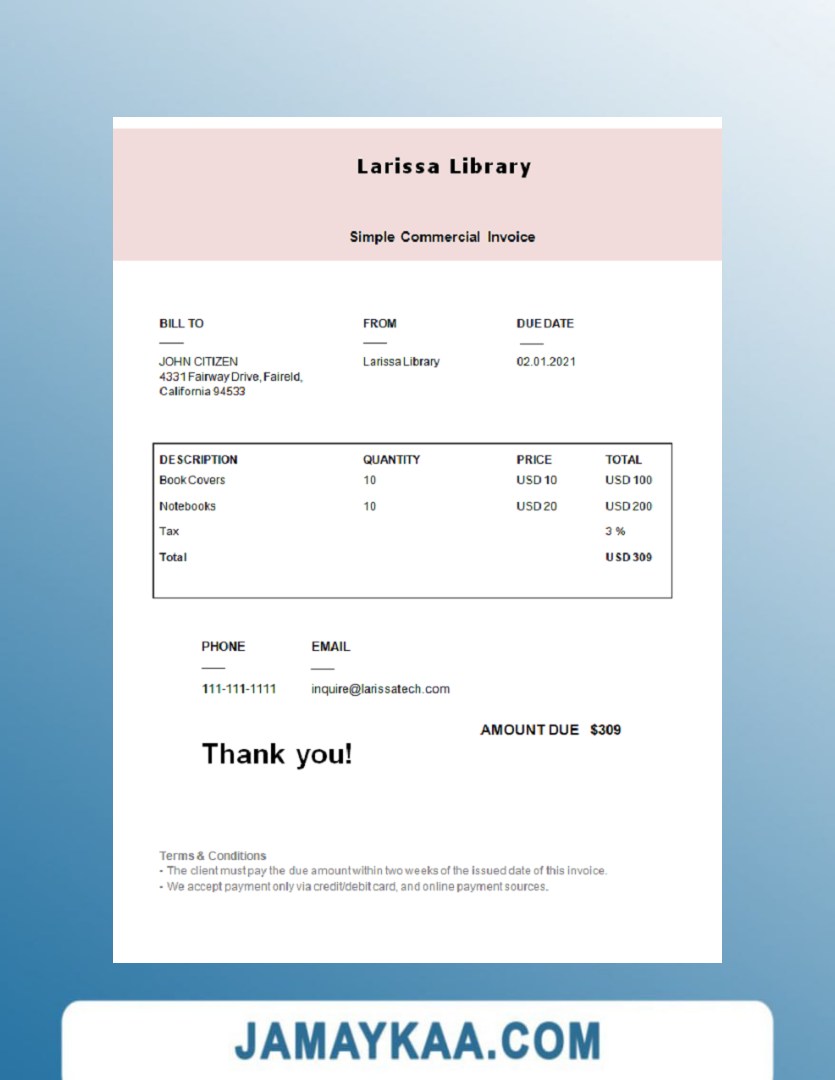 Larissa Library
Simple Commercial Invoice
BILL TO FROM DUE DATE
JOHN CITIZEN Larissa Library 02.01.2021
4331 Fairway Drive, Faireld,
California 94533
DESCRIPTION QUANTITY PRICE TOTAL
Book Covers 10 USD 10 USD 100
Notebooks 10 USD 20 USD 200
Tax 3 %
Total USD 309
PHONE EMAIL
111-111-1111 inquire@larissatech.com
AMOUNT DUE $309
Thank you!
Terms & Conditions
- The client must pay the due amount within two weeks of the issued date of this invoice.
- We accept payment only via credit/debit card, and online payment sources.
JAMAYKAA.COM